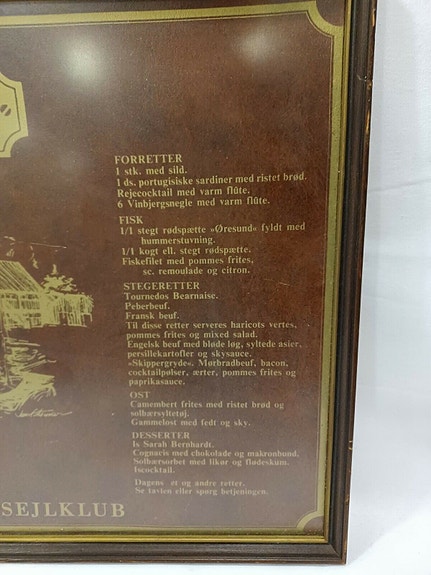 FORRETTER
1 stk. med sild.
1 ds. portugisiske sardiner med ristet brød.
Rejecocktail med varm flûte.
6 Vinbjergsnegle med varm flûte.
FISK
1/1 stegt rødspætte »Øresund« fyldt med
hummerstuvning.
1/1 kogt ell. stegt rødspætte.
Fiskefilet med pommes frites,
sc. remoulade og citron.
STEGERETTER
Tournedos Bearnaise.
Peberbeuf.
Fransk beuf.
Til disse retter serveres haricots vertes,
pommes frites og mixed salad.
Engelsk beuf med bløde løg, syltede asier,
persillekartofler og skysauce.
»Skippergryde«. Mørbradbeuf, bacon,
cocktailpølser, ærter, pommes frites og
paprikasauce.
OST
Camembert frites med ristet brød og
solbærsyltetøj.
Gammelost med fedt og sky.
DESSERTER
Is Sarah Bernhardt.
Cognacis med chokolade og makronbund.
Solbærsorbet med likør og flødeskum.
Iscocktail.
Dagens ret og andre retter.
Se tavlen eller spørg betjeningen.
SEJLKLUB